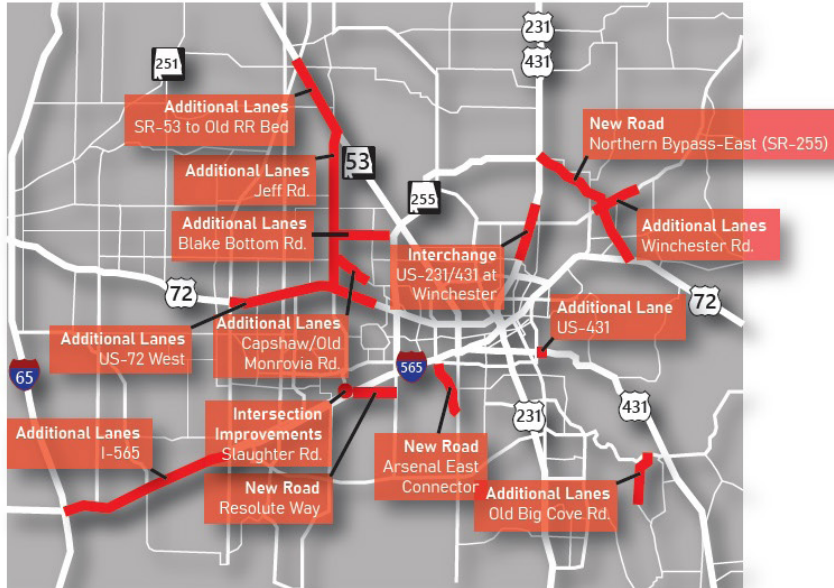 231
431
251
Additional Lanes
SR-53 to Old RR Bed
New Road
Northern Bypass-East (SR-255)
53
Additional Lanes
Jeff Rd.
255
Additional Lanes
Blake Bottom Rd.
Additional Lanes
Winchester Rd.
Interchange
US-231/431 at
Winchester
72
72
Additional Lane
US-431
Additional Lanes
US-72 West
Additional Lanes
Capshaw/Old
Monrovia Rd.
65
565
231
431
Additional Lanes
I-565
Intersection
Improvements
Slaughter Rd.
New Road
Arsenal East
Connector
New Road
Resolute Way
Additional Lanes
Old Big Cove Rd.